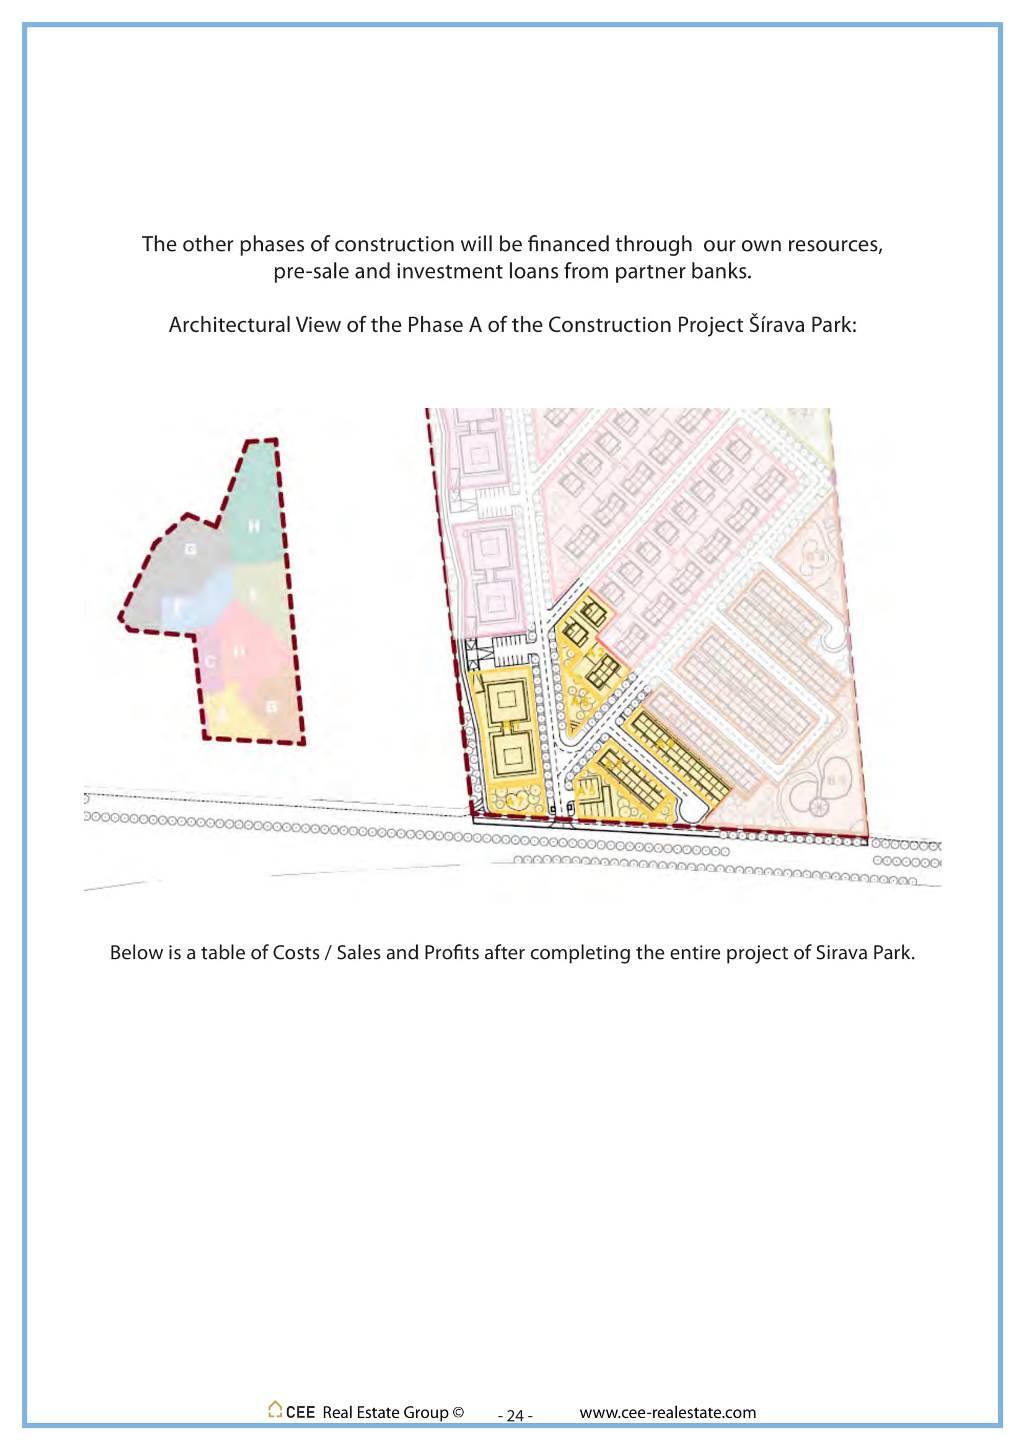 The other phases of construction will be financed through our own resources,
pre-sale and investment loans from partner banks.
Architectural View of the Phase A of the Construction Project Šírava Park:
H
G
C
B
A7
Below is a table of Costs / Sales and Profits after completing the entire project of Sirava Park.
CEE Real Estate Group © - 24 - www.cee-realestate.com